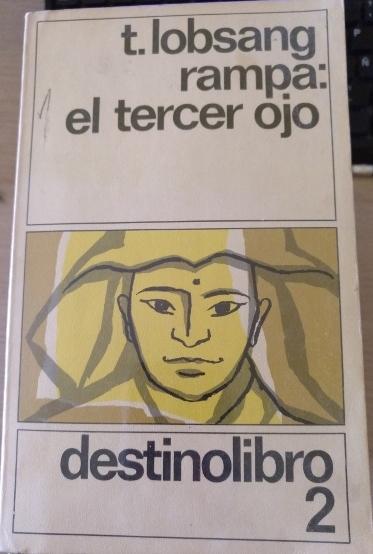 t.lobsang
rampa:
el tercer ojo
destinolibro
2